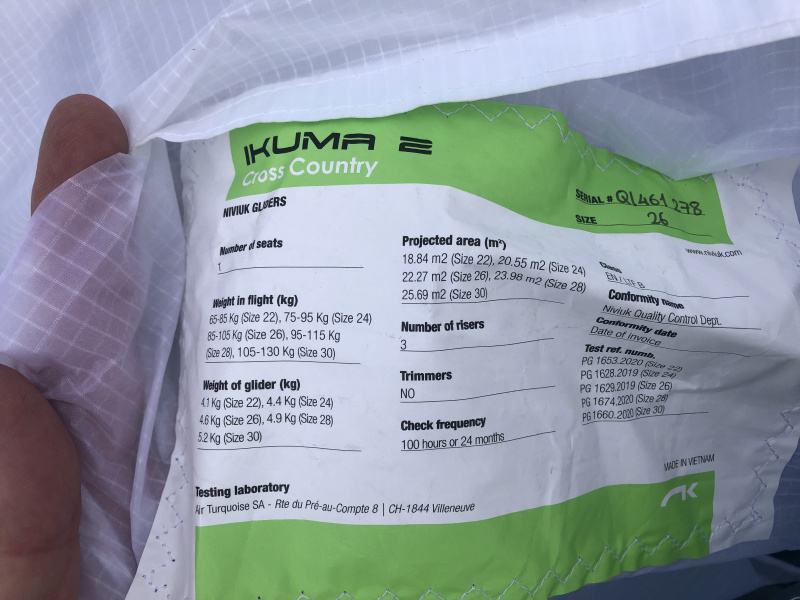 IKUMA 2
Cross Country
SERIAL # QI461278
SIZE 26
NIVIUK GLIDERS
www.niviuk.com
Number of seats
1
Weight in flight (kg)
65-85 Kg (Size 22), 75-95 Kg (Size 24)
85-105 Kg (Size 26), 95-115 Kg
(Size 28), 105-130 Kg (Size 30)
Weight of glider (kg)
4.1 Kg (Size 22), 4.4 Kg (Size 24)
4.6 Kg (Size 26), 4.9 Kg (Size 28)
5.2 Kg (Size 30)
Projected area (m²)
18.84 m2 (Size 22), 20.55 m2 (Size 24)
22.27 m2 (Size 26), 23.98 m2 (Size 28)
25.69 m2 (Size 30)
Number of risers
3
Trimmers
NO
Check frequency
100 hours or 24 months
Class
EN / LTF B
Conformity name
Niviuk Quality Control Dept.
Conformity date
Date of invoice
Test ref. numb.
PG 1653.2020 (Size 22)
PG 1628.2019 (Size 24)
PG 1629.2019 (Size 26)
PG 1674.2020 (Size 28)
PG 1660.2020 (Size 30)
MADE IN VIETNAM
Testing laboratory
Air Turquoise SA - Rte du Pré-au-Compte 8 | CH-1844 Villeneuve